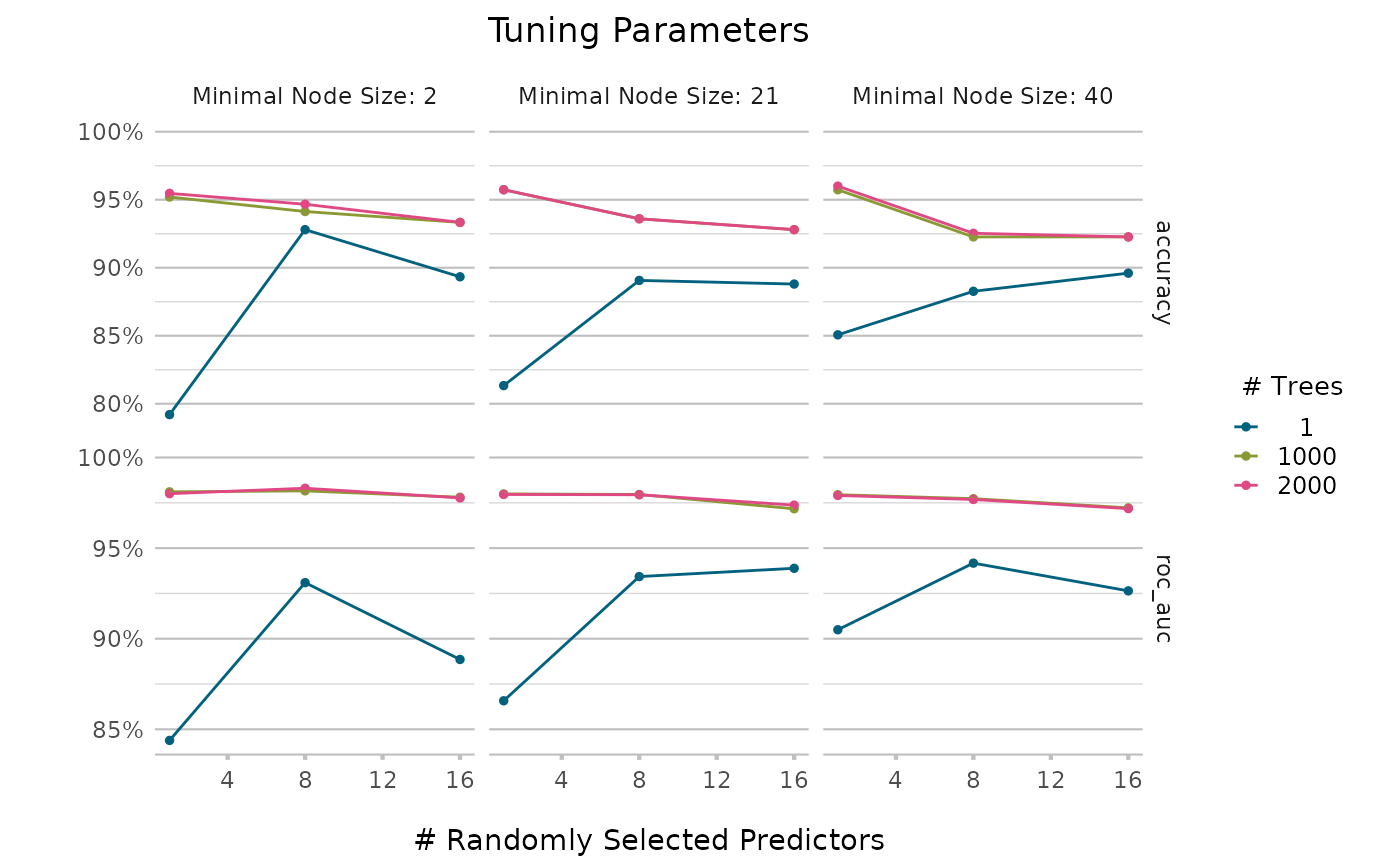 Tuning Parameters
Minimal Node Size: 2
Minimal Node Size: 21
Minimal Node Size: 40
100%
95%
90%
85%
80%
accuracy
100%
95%
90%
85%
roc_auc
4 8 12 16
4 8 12 16
4 8 12 16
# Randomly Selected Predictors
# Trees
1
1000
2000